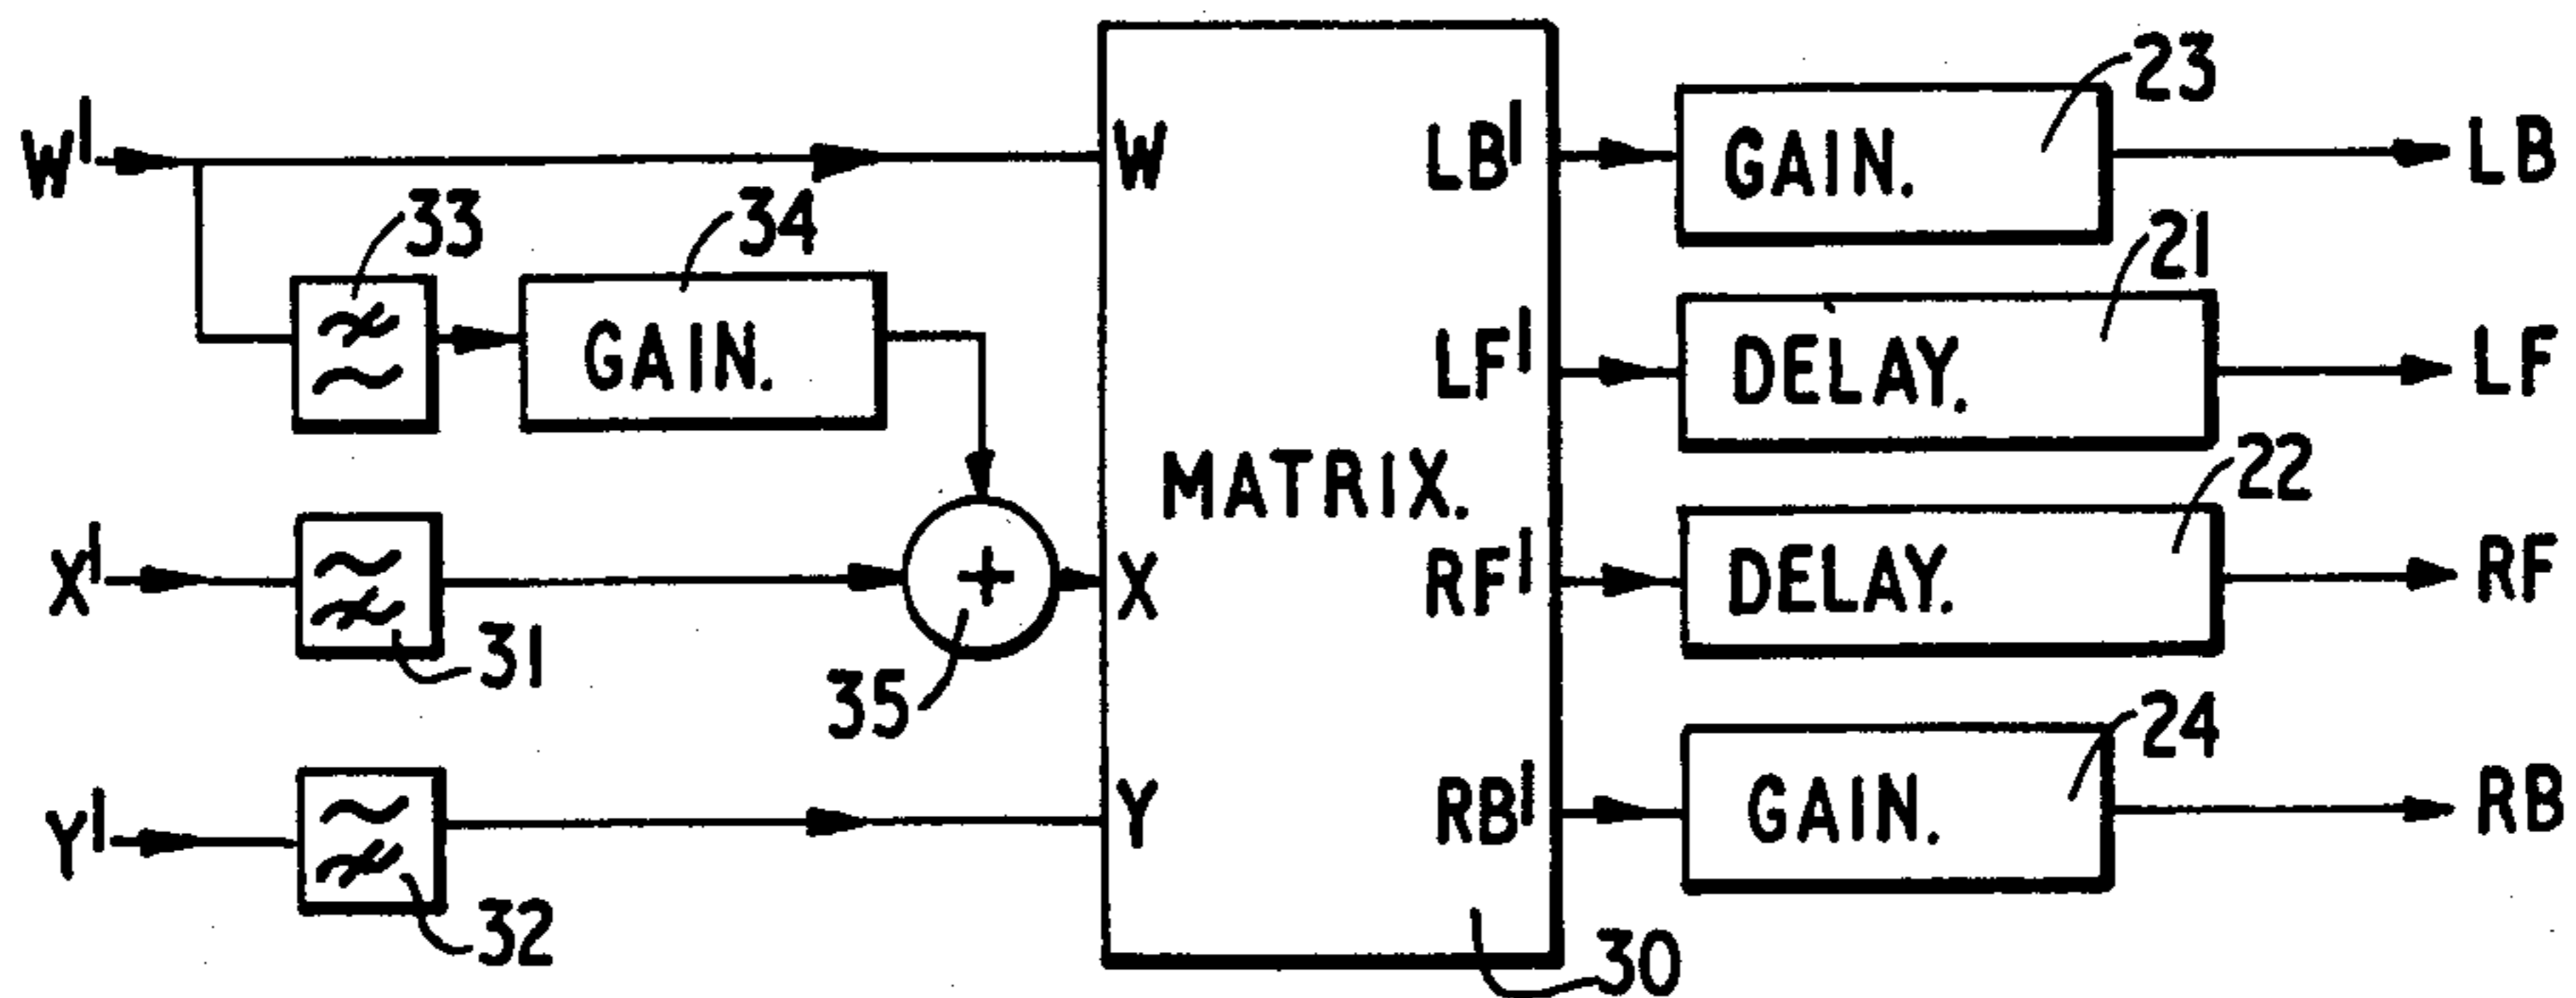 W' W LB' GAIN. 23 LB
33 34 GAIN. LF' DELAY. 21 LF
MATRIX.
X' 31 35 + X RF' DELAY. 22 RF
Y' 32 Y RB' GAIN. 24 RB
30